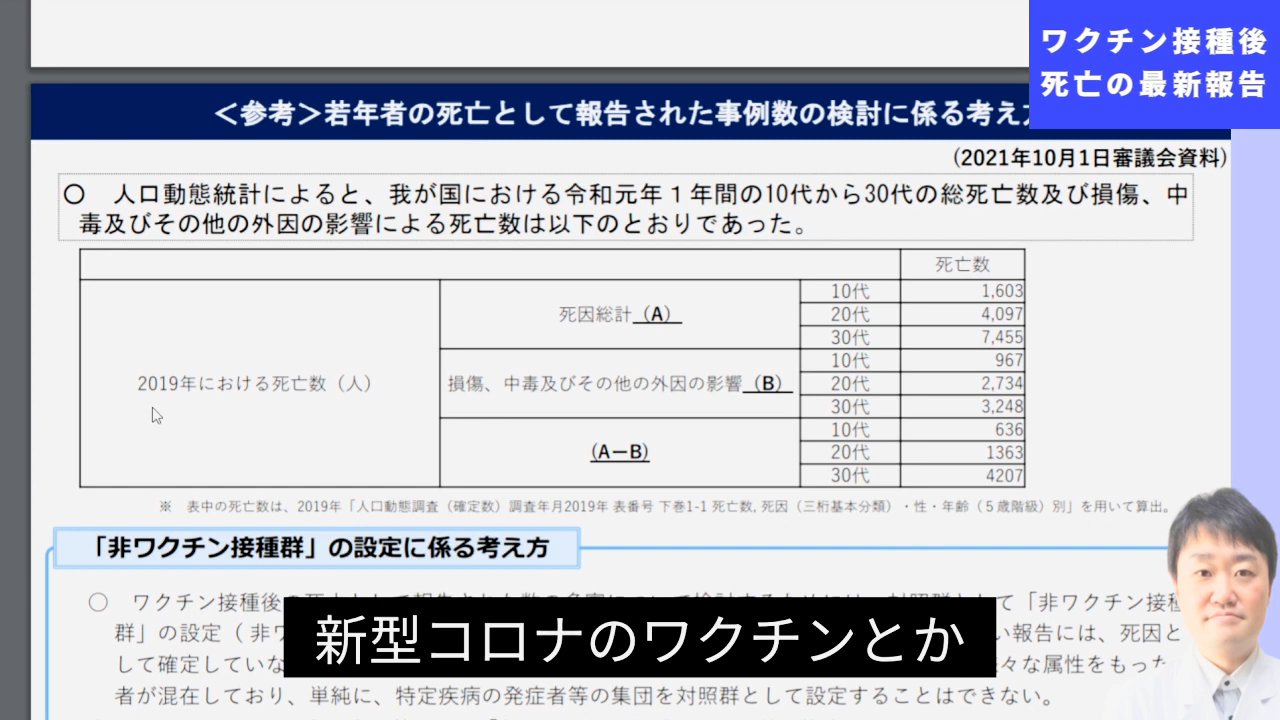 ワクチン接種後
死亡の最新報告
＜参考＞若年者の死亡として報告された事例数の検討に係る考え
(2021年10月1日審議会資料)
〇　人口動態統計によると、我が国における令和元年１年間の10代から30代の総死亡数及び損傷、中
毒及びその他の外因の影響による死亡数は以下のとおりであった。
死亡数
2019年における死亡数（人）
死因総計（A）
10代 1,603
20代 4,097
30代 7,455
損傷、中毒及びその他の外因の影響（B）
10代 967
20代 2,734
30代 3,248
(A－B)
10代 636
20代 1363
30代 4207
※　表中の死亡数は、2019年「人口動態調査（確定数）調査年月2019年 表番号 下巻1-1 死亡数, 死因（三桁基本分類）・性・年齢（５歳階級）別」を用いて算出。
「非ワクチン接種群」の設定に係る考え方
〇　ワクチン接種後 て「非ワクチン接種
群」の設定（非ワ い報告には、死因と
して確定していな 々な属性をもった
者が混在しており、単純に、特定疾病の発症者等の集団を対照群として設定することはできない。
新型コロナのワクチンとか